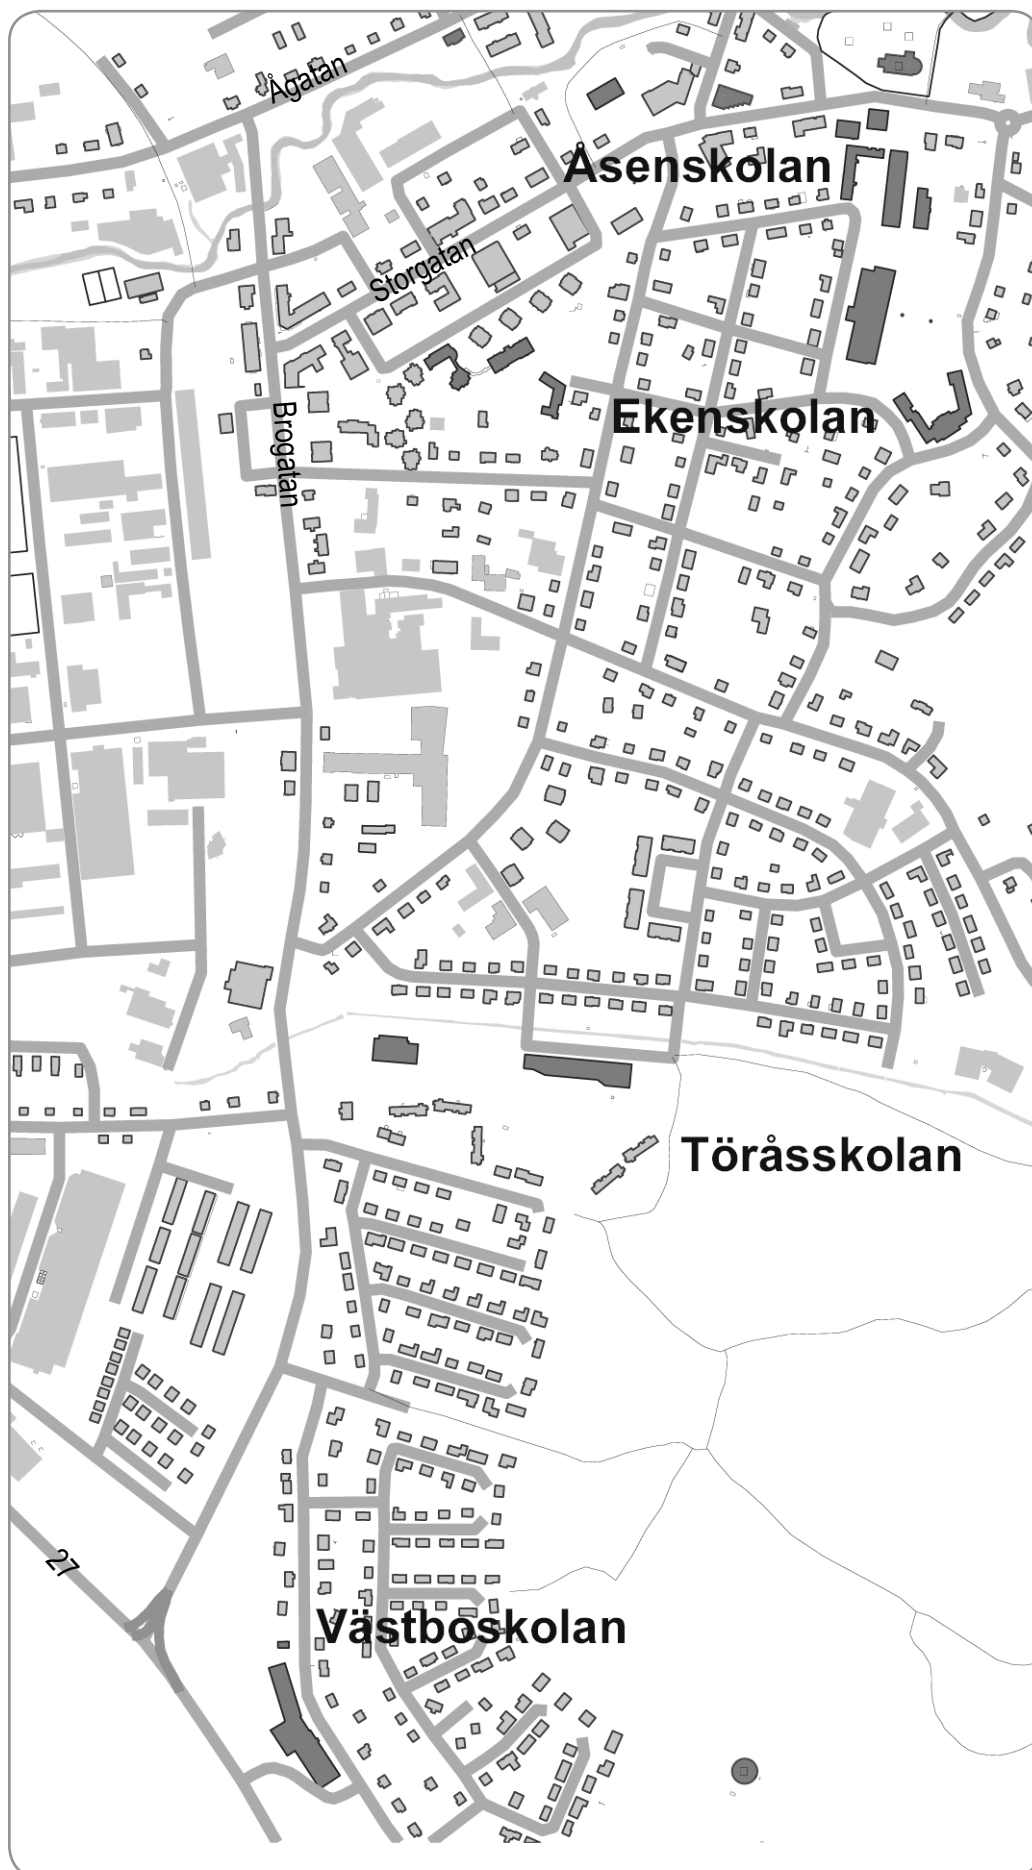 Ågatan
Åsenskolan
Storgatan
Ekenskolan
Brogatan
Töråsskolan
27
Västboskolan